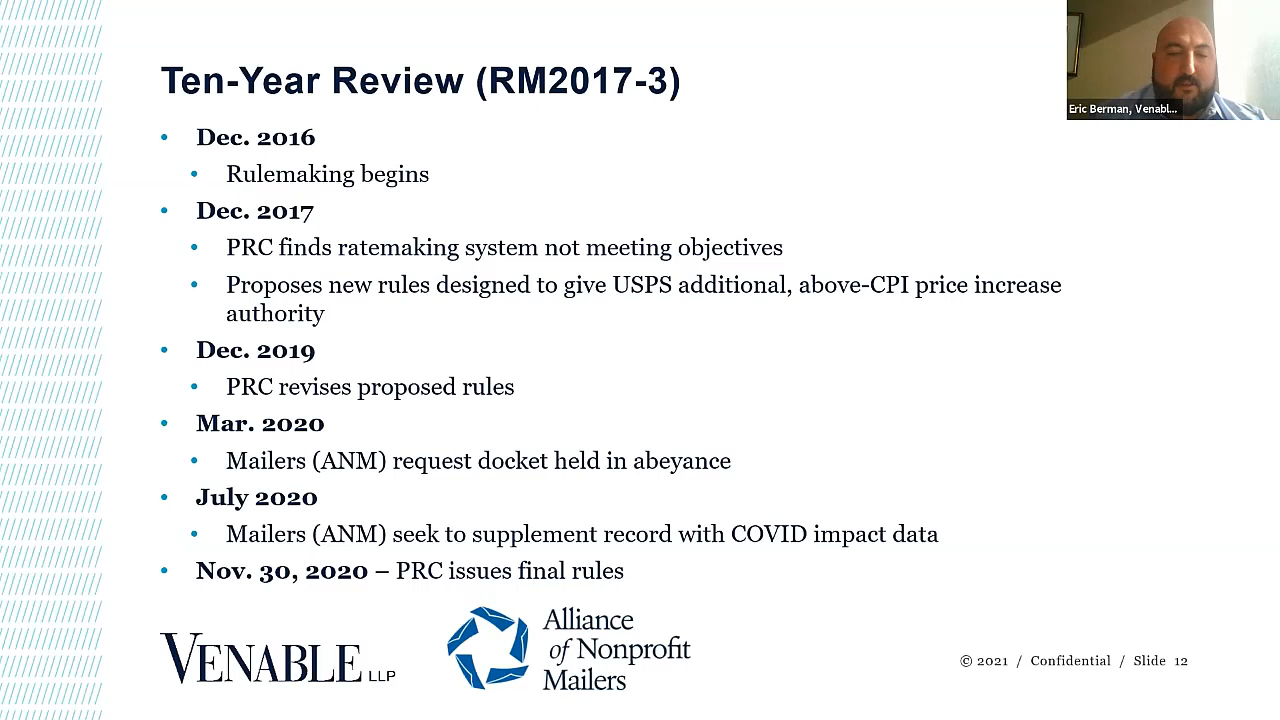 Ten-Year Review (RM2017-3)
Eric Berman, Venabl...
• Dec. 2016
• Rulemaking begins
• Dec. 2017
• PRC finds ratemaking system not meeting objectives
• Proposes new rules designed to give USPS additional, above-CPI price increase
authority
• Dec. 2019
• PRC revises proposed rules
• Mar. 2020
• Mailers (ANM) request docket held in abeyance
• July 2020
• Mailers (ANM) seek to supplement record with COVID impact data
• Nov. 30, 2020 – PRC issues final rules
VENABLE LLP
Alliance
of Nonprofit
Mailers
© 2021 / Confidential / Slide 12